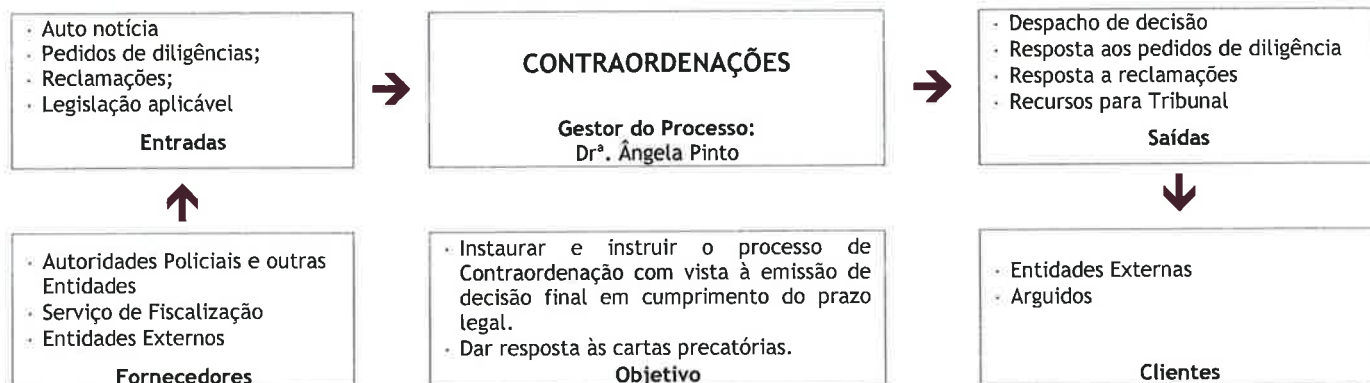 · Auto notícia
· Pedidos de diligências;
· Reclamações;
· Legislação aplicável
Entradas
CONTRAORDENAÇÕES
Gestor do Processo:
Drª. Ângela Pinto
· Despacho de decisão
· Resposta aos pedidos de diligência
· Resposta a reclamações
· Recursos para Tribunal
Saídas
· Autoridades Policiais e outras
Entidades
· Serviço de Fiscalização
· Entidades Externos
Fornecedores
· Instaurar e instruir o processo de
Contraordenação com vista à emissão de
decisão final em cumprimento do prazo
legal.
· Dar resposta às cartas precatórias.
Objetivo
· Entidades Externas
· Arguidos
Clientes